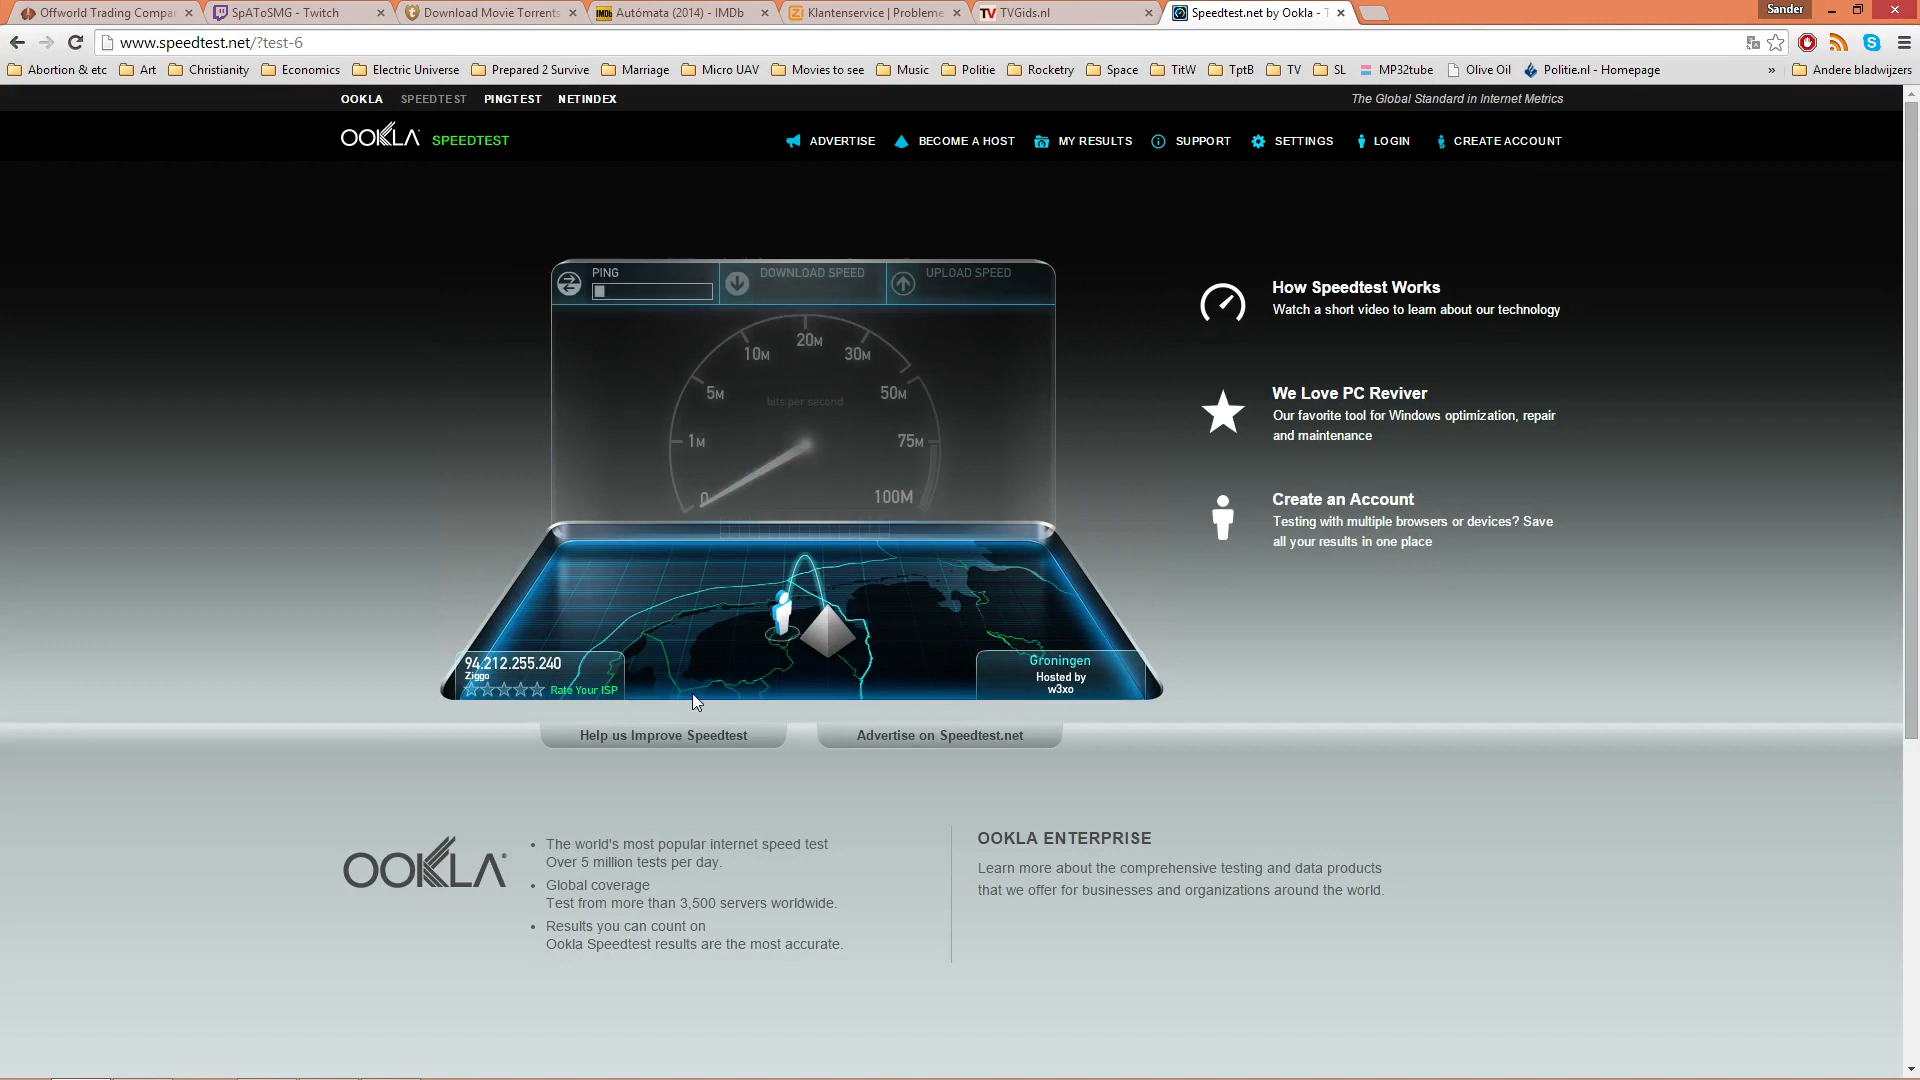 Offworld Trading Compar
SpAToSMG - Twitch
Download Movie Torrents
IMDb Autómata (2014) - IMDb
Klantenservice | Probleme
TV TVGids.nl
Speedtest.net by Ookla - T
Sander
www.speedtest.net/?test-6
Abortion & etc
Art
Christianity
Economics
Electric Universe
Prepared 2 Survive
Marriage
Micro UAV
Movies to see
Music
Politie
Rocketry
Space
TitW
TptB
TV
SL
MP32tube
Olive Oil
Politie.nl - Homepage
»
Andere bladwijzers
OOKLA SPEEDTEST PINGTEST NETINDEX
The Global Standard in Internet Metrics
OOKLA SPEEDTEST
ADVERTISE
BECOME A HOST
MY RESULTS
SUPPORT
SETTINGS
LOGIN
CREATE ACCOUNT
PING
DOWNLOAD SPEED
UPLOAD SPEED
20M
10M
30M
5M
50M
bits per second
1M
75M
0
100M
94.212.255.240
Ziggo
Rate Your ISP
Groningen
Hosted by
w3xo
How Speedtest Works
Watch a short video to learn about our technology
We Love PC Reviver
Our favorite tool for Windows optimization, repair
and maintenance
Create an Account
Testing with multiple browsers or devices? Save
all your results in one place
Help us Improve Speedtest
Advertise on Speedtest.net
OOKLA®
• The world's most popular internet speed test
Over 5 million tests per day.
• Global coverage
Test from more than 3,500 servers worldwide.
• Results you can count on
Ookla Speedtest results are the most accurate.
OOKLA ENTERPRISE
Learn more about the comprehensive testing and data products
that we offer for businesses and organizations around the world.